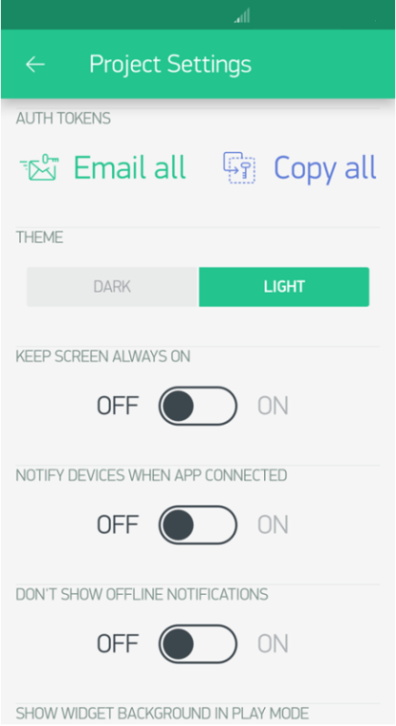 Project Settings
AUTH TOKENS
Email all Copy all
THEME
DARK LIGHT
KEEP SCREEN ALWAYS ON
OFF ON
NOTIFY DEVICES WHEN APP CONNECTED
OFF ON
DON'T SHOW OFFLINE NOTIFICATIONS
OFF ON
SHOW WIDGET BACKGROUND IN PLAY MODE